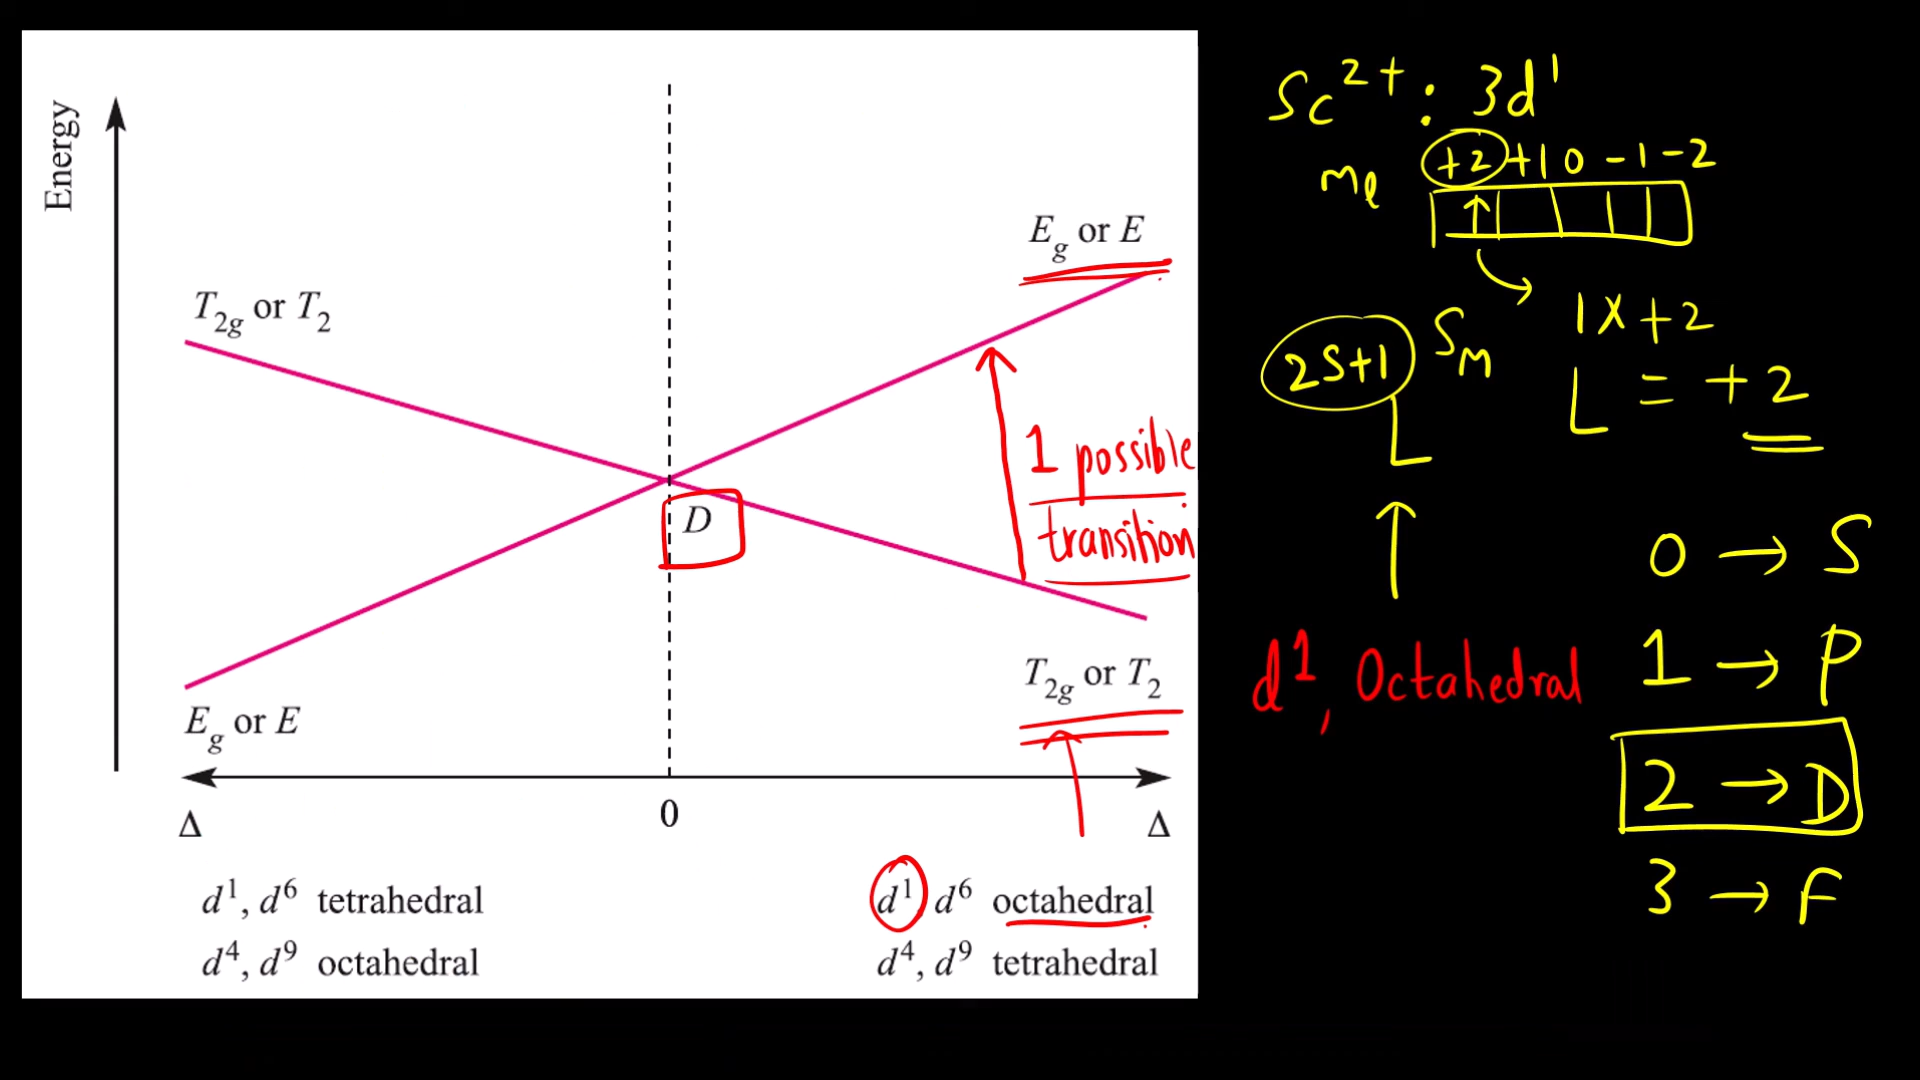 Energy
T2g or T2
Eg or E
Eg or E
D
1 possible
transition
T2g or T2
Δ
0
Δ
d1, d6 tetrahedral
d4, d9 octahedral
d1, d6 octahedral
d4, d9 tetrahedral
Sc2+ : 3d1
ml +2 +1 0 -1 -2
↑
1x+2
2S+1 SM
L
L = +2
d1, Octahedral
0 → S
1 → P
2 → D
3 → F